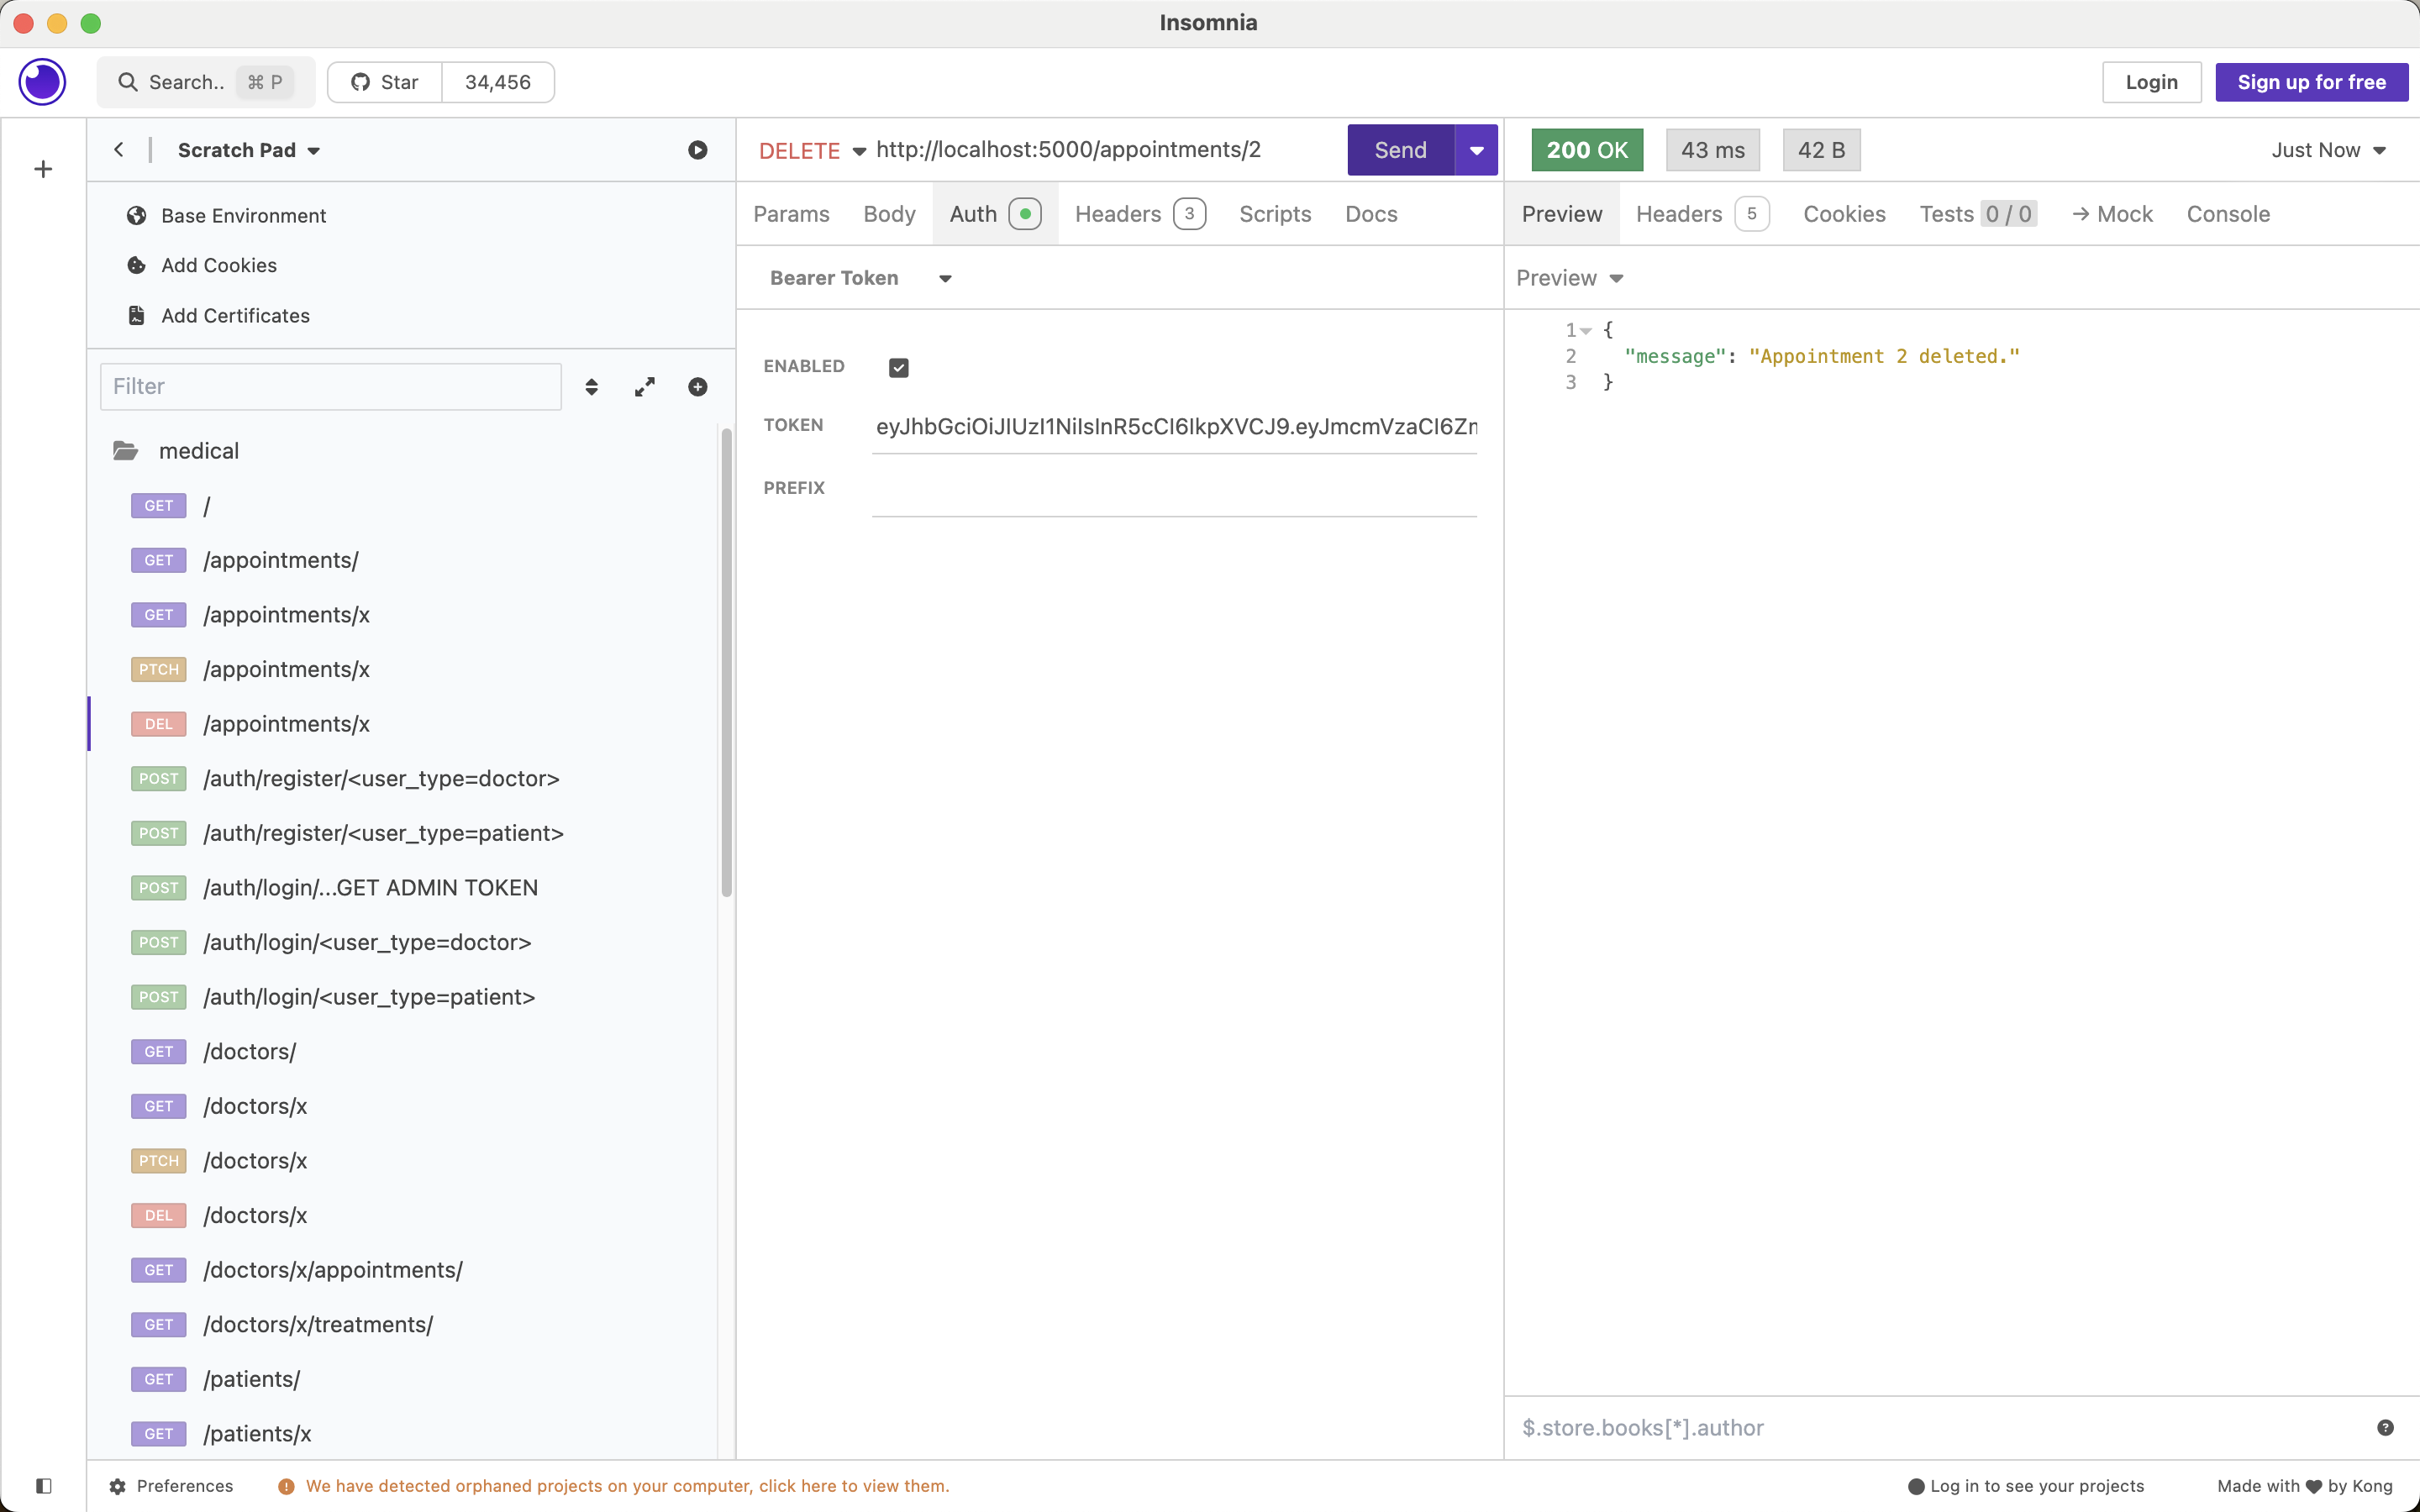 Insomnia
Search.. ⌘ P
Star 34,456
Login
Sign up for free
Scratch Pad
Base Environment
Add Cookies
Add Certificates
Filter
medical
GET /
GET /appointments/
GET /appointments/x
PTCH /appointments/x
DEL /appointments/x
POST /auth/register/<user_type=doctor>
POST /auth/register/<user_type=patient>
POST /auth/login/...GET ADMIN TOKEN
POST /auth/login/<user_type=doctor>
POST /auth/login/<user_type=patient>
GET /doctors/
GET /doctors/x
PTCH /doctors/x
DEL /doctors/x
GET /doctors/x/appointments/
GET /doctors/x/treatments/
GET /patients/
GET /patients/x
DELETE http://localhost:5000/appointments/2
Send
Params Body Auth Headers 3 Scripts Docs
Bearer Token
ENABLED
TOKEN eyJhbGciOiJIUzI1NiIsInR5cCI6IkpXVCJ9.eyJmcmVzaCI6Zm
PREFIX
200 OK 43 ms 42 B Just Now
Preview Headers 5 Cookies Tests 0 / 0 → Mock Console
Preview
1 {
2 "message": "Appointment 2 deleted."
3 }
$.store.books[*].author
Preferences
We have detected orphaned projects on your computer, click here to view them.
Log in to see your projects
Made with ♥ by Kong